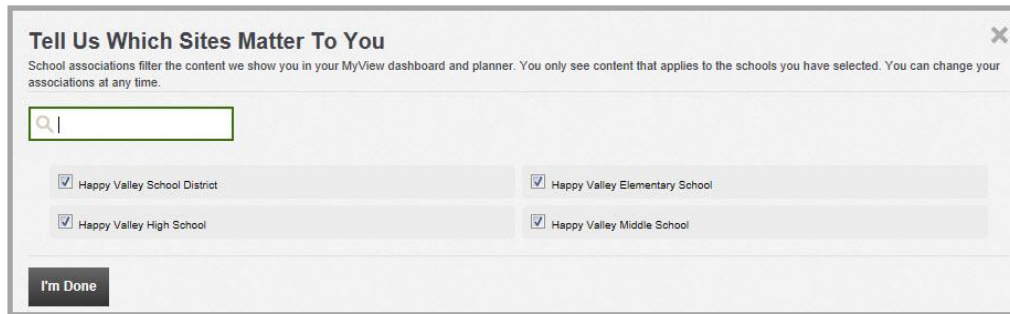 Tell Us Which Sites Matter To You
School associations filter the content we show you in your MyView dashboard and planner. You only see content that applies to the schools you have selected. You can change your
associations at any time.
Happy Valley School District
Happy Valley Elementary School
Happy Valley High School
Happy Valley Middle School
I'm Done